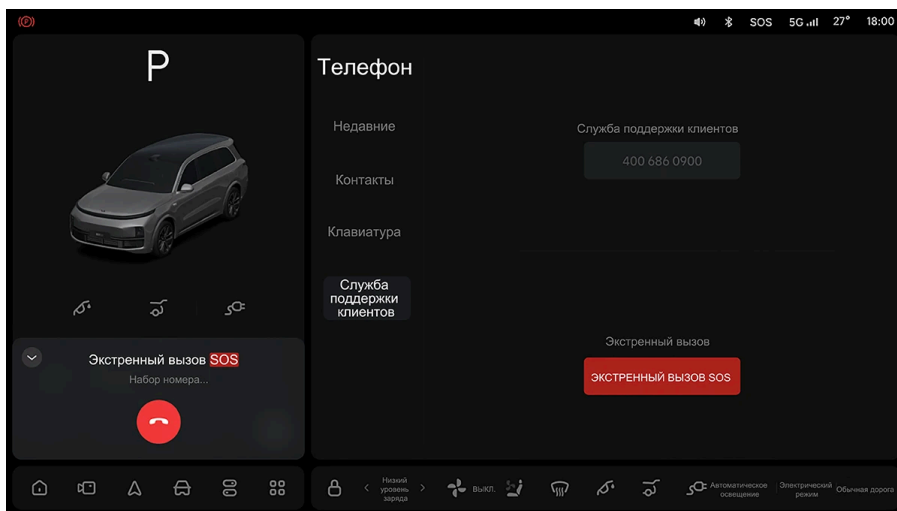 (P)
SOS 5G 27° 18:00
P
Телефон
Недавние
Контакты
Клавиатура
Служба
поддержки
клиентов
Служба поддержки клиентов
400 686 0900
Экстренный вызов
ЭКСТРЕННЫЙ ВЫЗОВ SOS
Экстренный вызов SOS
Набор номера...
Низкий
уровень
заряда
ВЫКЛ.
Автоматическое
освещение
Электрический
режим
Обычная дорога